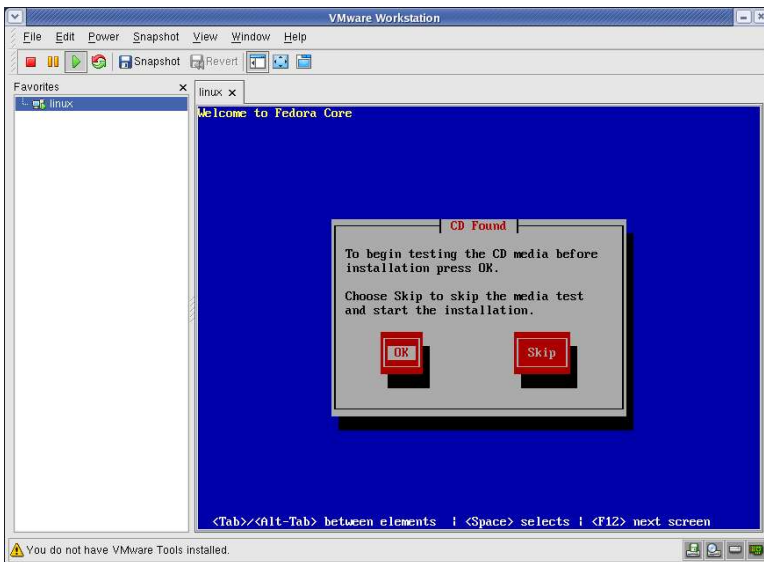 VMware Workstation
File Edit Power Snapshot View Window Help
Snapshot Revert
Favorites
linux
linux
Welcome to Fedora Core
CD Found
To begin testing the CD media before
installation press OK.
Choose Skip to skip the media test
and start the installation.
OK Skip
<Tab>/<Alt-Tab> between elements | <Space> selects | <F12> next screen
You do not have VMware Tools installed.